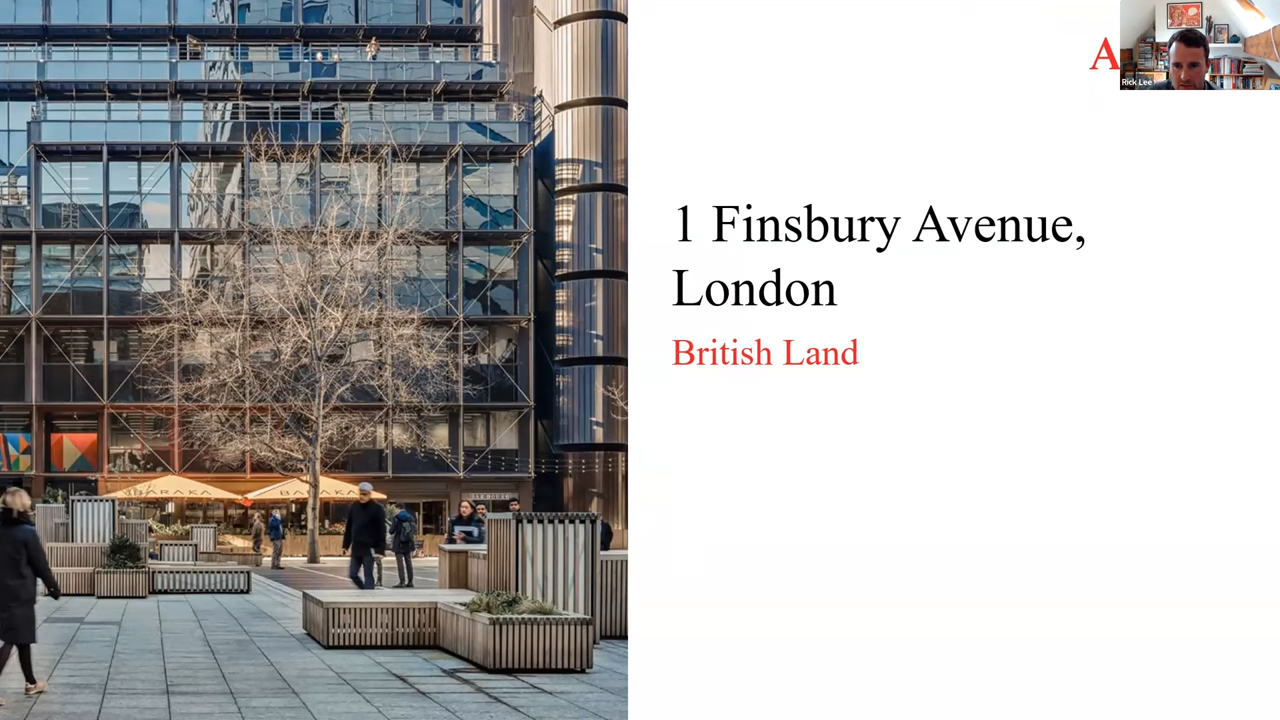 A
Rick Lee
1 Finsbury Avenue,
London
British Land
BARAKA
BARAKA